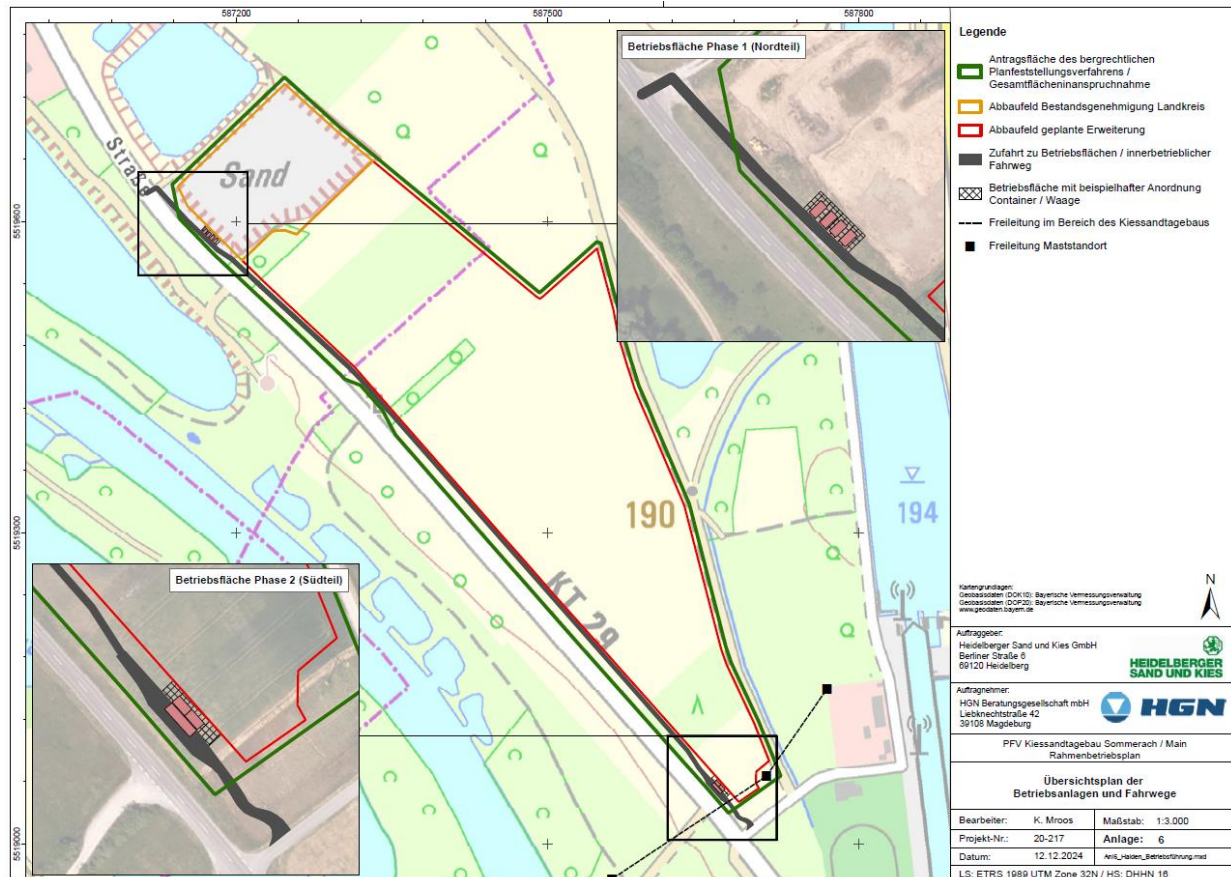 587200
587500
587800
5519600
5519300
5519000
Straße
Sand
KT 29
190
194
Betriebsfläche Phase 1 (Nordteil)
Betriebsfläche Phase 2 (Südteil)
Legende
Antragsfläche des bergrechtlichen
Planfeststellungsverfahrens /
Gesamtflächeninanspruchnahme
Abbaufeld Bestandsgenehmigung Landkreis
Abbaufeld geplante Erweiterung
Zufahrt zu Betriebsflächen / innerbetrieblicher
Fahrweg
Betriebsfläche mit beispielhafter Anordnung
Container / Waage
Freileitung im Bereich des Kiessandtagebaus
Freileitung Maststandort
N
Kartengrundlagen:
Geobasisdaten (DOK10): Bayerische Vermessungsverwaltung
Geobasisdaten (DOP20): Bayerische Vermessungsverwaltung
www.geodaten.bayern.de
Auftraggeber:
Heidelberger Sand und Kies GmbH
Berliner Straße 6
69120 Heidelberg
HEIDELBERGER
SAND UND KIES
Auftragnehmer:
HGN Beratungsgesellschaft mbH
Liebknechtstraße 42
39108 Magdeburg
HGN
PFV Kiessandtagebau Sommerach / Main
Rahmenbetriebsplan
Übersichtsplan der
Betriebsanlagen und Fahrwege
Bearbeiter: K. Mroos Maßstab: 1:3.000
Projekt-Nr.: 20-217 Anlage: 6
Datum: 12.12.2024 Anl6_Halden_Betriebsführung.mxd
LS: ETRS 1989 UTM Zone 32N / HS: DHHN 16